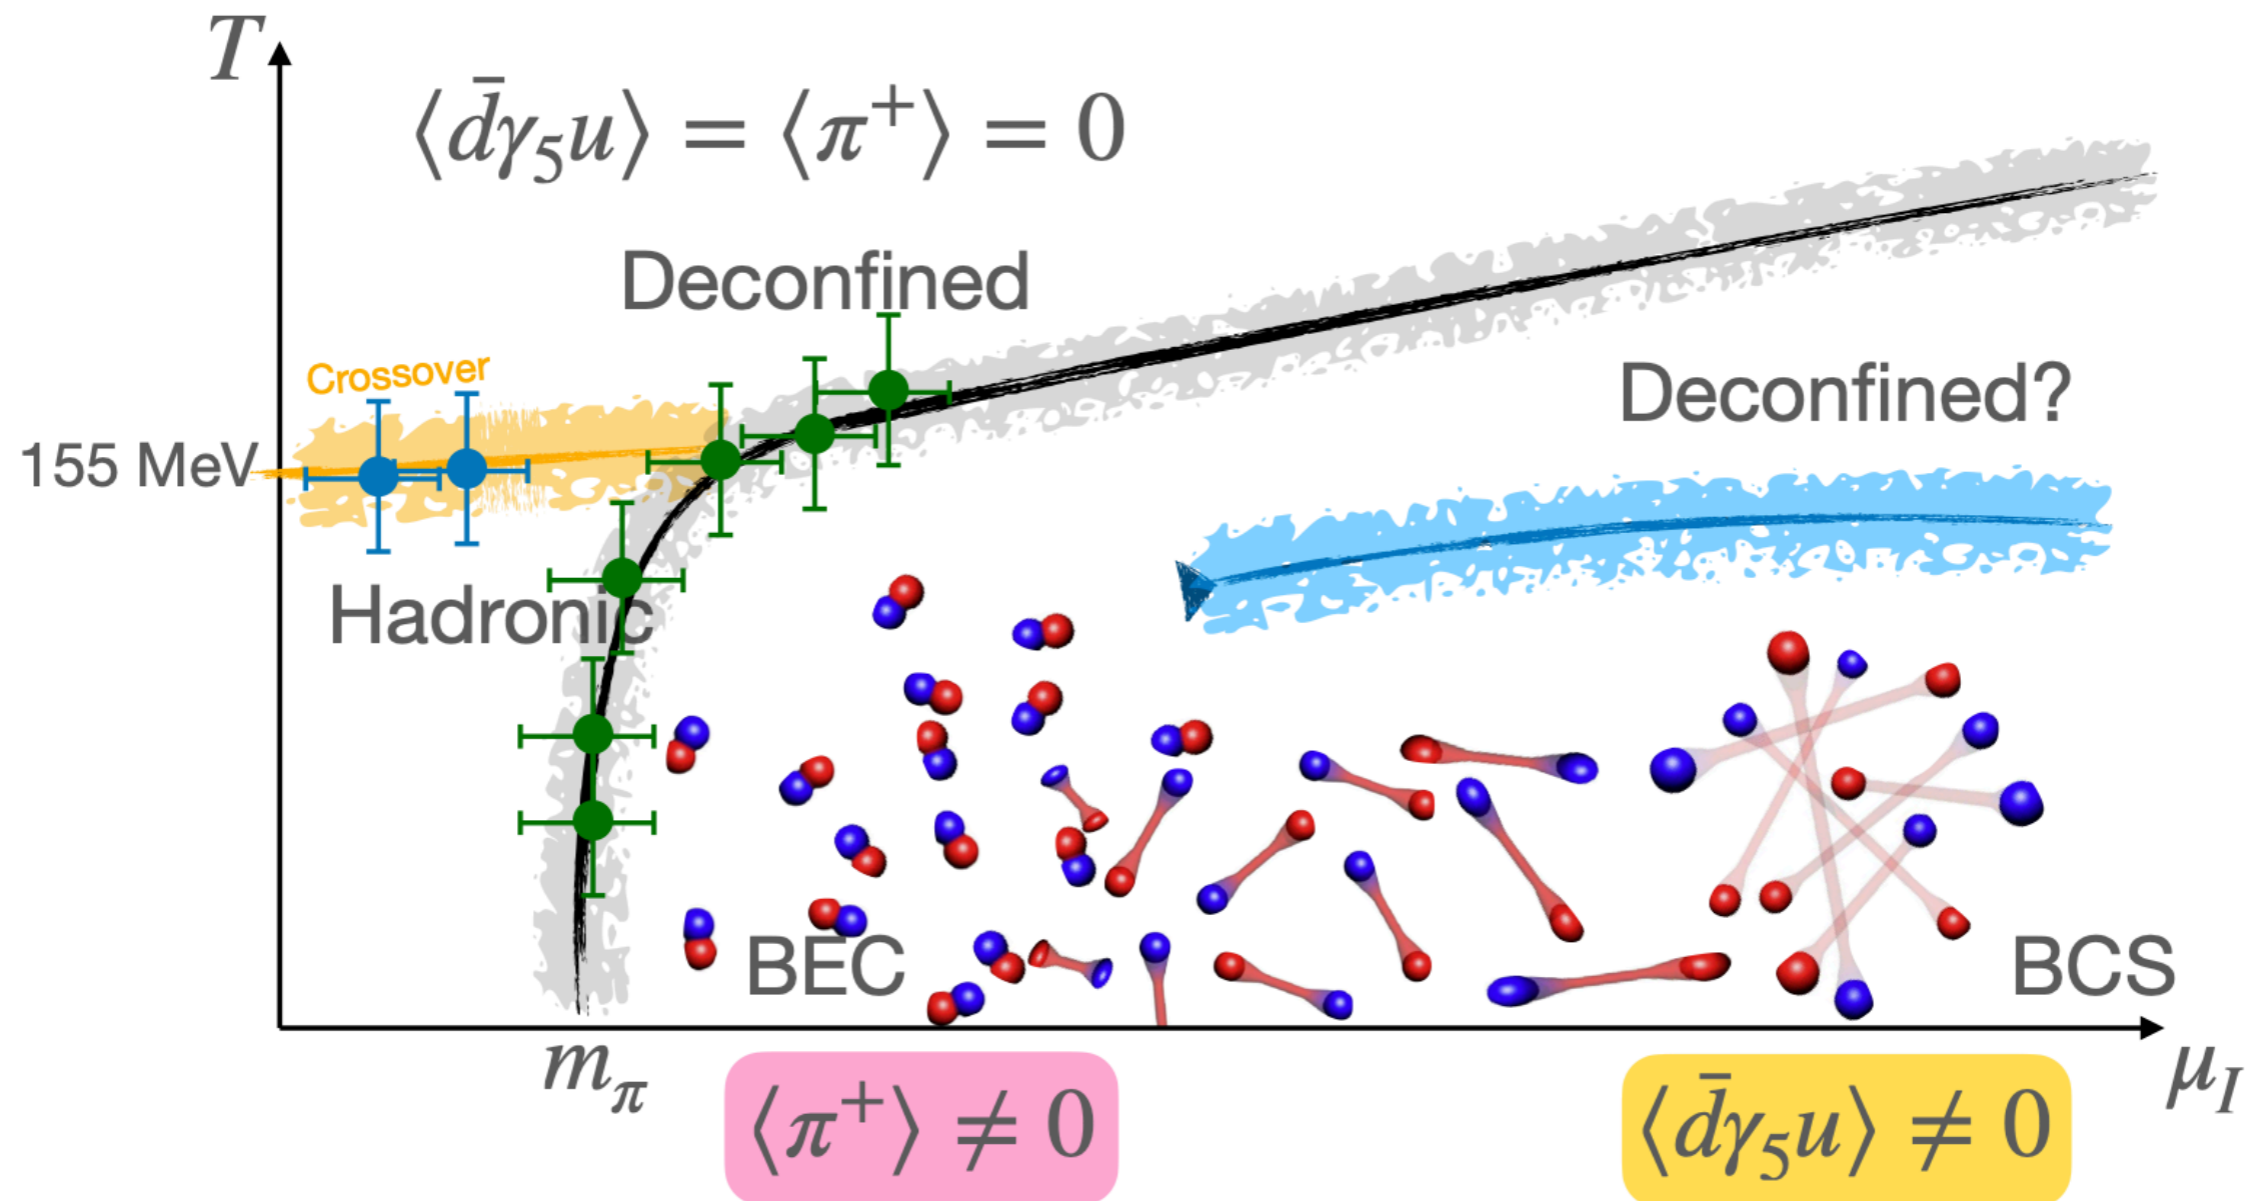 T
⟨d̄γ₅u⟩ = ⟨π⁺⟩ = 0
Deconfined
Crossover
Deconfined?
155 MeV
Hadronic
BEC
BCS
m_π
μ_I
⟨π⁺⟩ ≠ 0
⟨d̄γ₅u⟩ ≠ 0